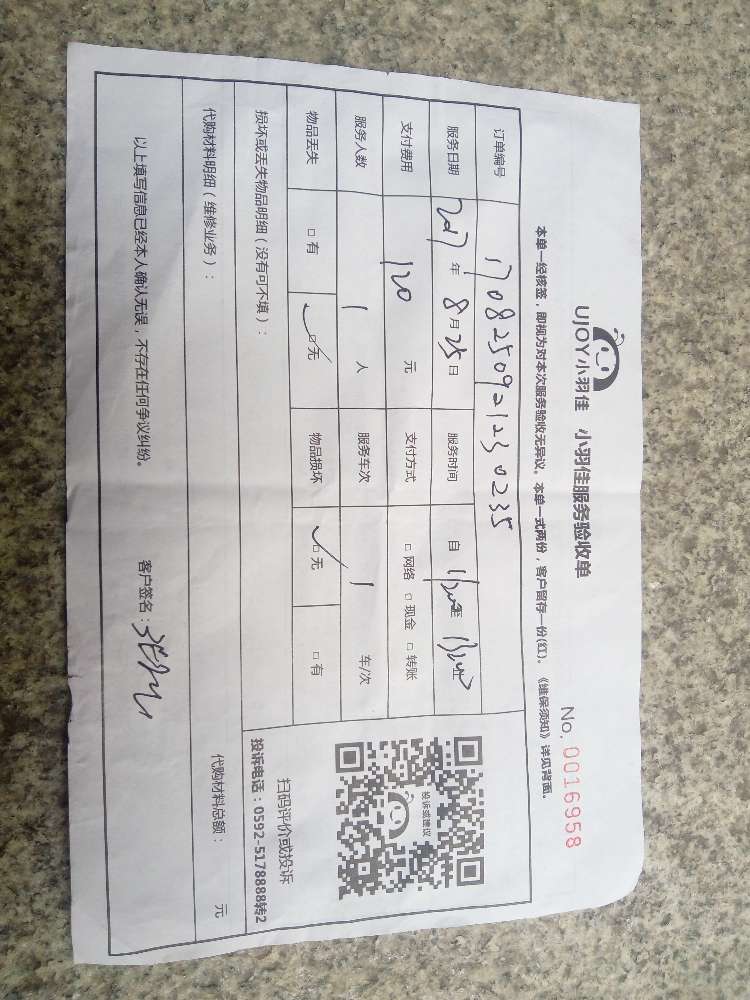 UJOY小羽佳 小羽佳服务验收单
No. 0016958
本单一经核签，即视为对本次服务验收无异议。本单一式两份，客户留存一份(红)。《维保须知》详见背面。
订单编号 170825092123 0235
服务日期 2017 年 8 月 25 日 服务时间 自 至
支付费用 120 元 支付方式 □网络 □现金 □转账
服务人数 1 人 服务车次 1 车/次
物品丢失 □有 ✓□无 物品损坏 ✓□无 □有
投诉或建议
扫码评价或投诉
投诉电话：0592-5178888转2
损坏或丢失物品明细（没有可不填）：
代购材料明细（维修业务）： 代购材料总额： 元
以上填写信息已经本人确认无误，不存在任何争议纠纷。 客户签名：